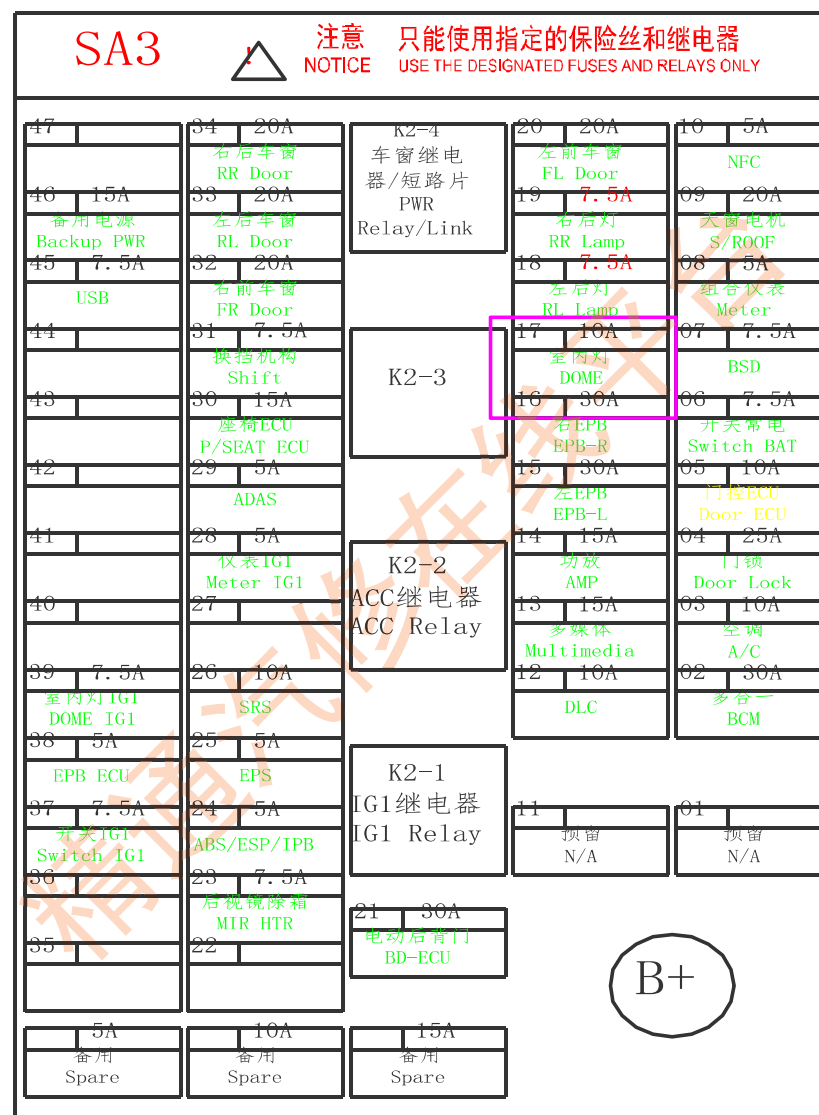 SA3
注意 只能使用指定的保险丝和继电器
NOTICE USE THE DESIGNATED FUSES AND RELAYS ONLY
!
47
46 15A
备用电源
Backup PWR
45 7.5A
USB
44
43
42
41
40
39 7.5A
室内灯IG1
DOME IG1
38 5A
EPB ECU
37 7.5A
开关IG1
Switch IG1
36
35
5A
备用
Spare
34 20A
右后车窗
RR Door
33 20A
左后车窗
RL Door
32 20A
右前车窗
FR Door
31 7.5A
换挡机构
Shift
30 15A
座椅ECU
P/SEAT ECU
29 5A
ADAS
28 5A
仪表IG1
Meter IG1
27
26 10A
SRS
25 5A
EPS
24 5A
ABS/ESP/IPB
23 7.5A
后视镜除霜
MIR HTR
22
10A
备用
Spare
K2-4
车窗继电
器/短路片
PWR
Relay/Link
K2-3
K2-2
ACC继电器
ACC Relay
K2-1
IG1继电器
IG1 Relay
21 30A
电动后背门
BD-ECU
15A
备用
Spare
20 20A
左前车窗
FL Door
19 7.5A
右后灯
RR Lamp
18 7.5A
左后灯
RL Lamp
17 10A
室内灯
DOME
16 30A
右EPB
EPB-R
15 30A
左EPB
EPB-L
14 15A
功放
AMP
13 15A
多媒体
Multimedia
12 10A
DLC
11
预留
N/A
10 5A
NFC
09 20A
天窗电机
S/ROOF
08 5A
组合仪表
Meter
07 7.5A
BSD
06 7.5A
开关常电
Switch BAT
05 10A
门控ECU
Door ECU
04 25A
门锁
Door Lock
03 10A
空调
A/C
02 30A
多合一
BCM
01
预留
N/A
B+
精通汽修在线平台